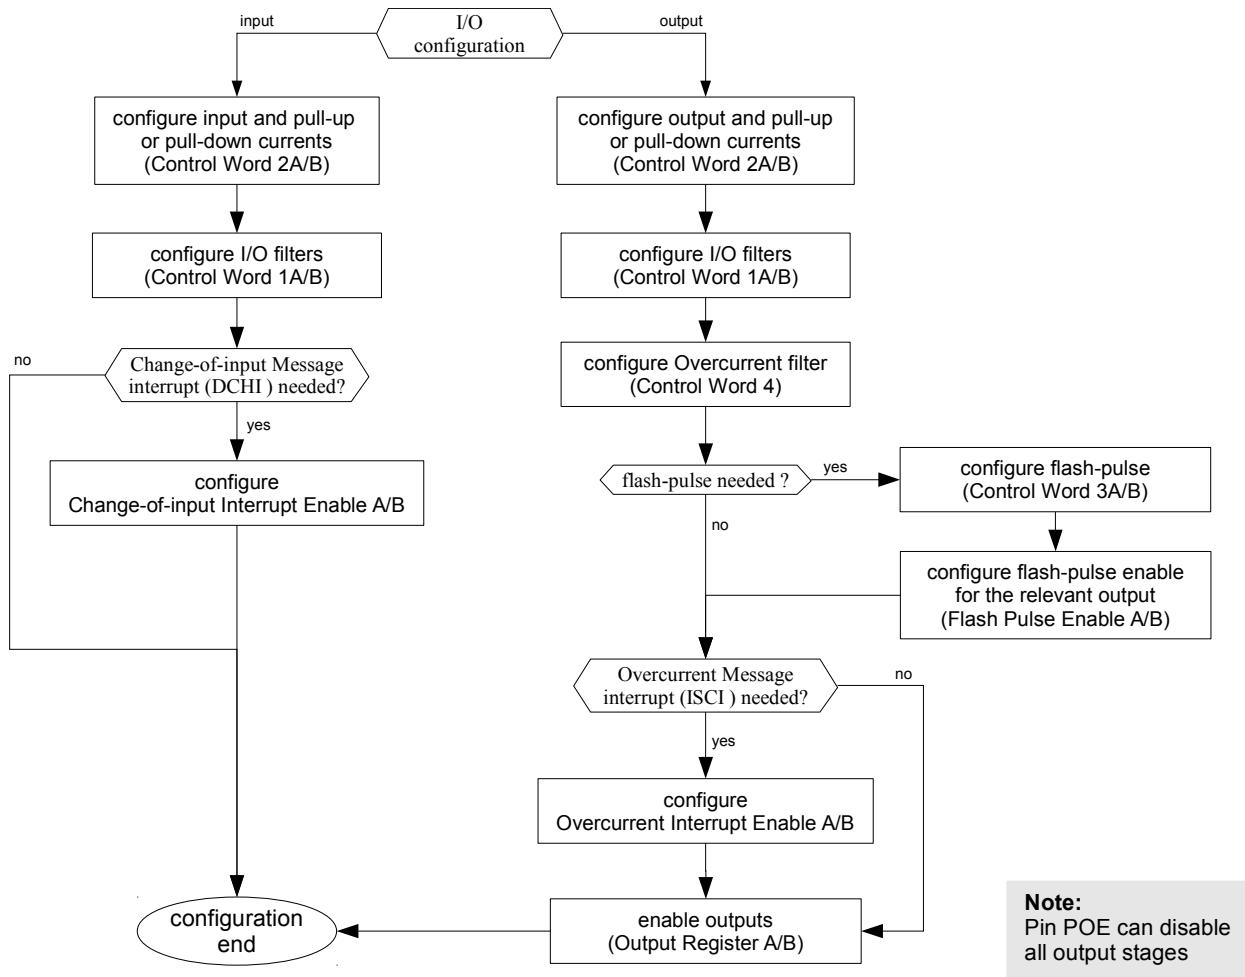 input
I/O
configuration
output
configure input and pull-up
or pull-down currents
(Control Word 2A/B)
configure output and pull-up
or pull-down currents
(Control Word 2A/B)
configure I/O filters
(Control Word 1A/B)
configure I/O filters
(Control Word 1A/B)
no
Change-of-input Message
interrupt (DCHI ) needed?
yes
configure Overcurrent filter
(Control Word 4)
configure
Change-of-input Interrupt Enable A/B
flash-pulse needed ?
yes
no
configure flash-pulse
(Control Word 3A/B)
configure flash-pulse enable
for the relevant output
(Flash Pulse Enable A/B)
Overcurrent Message
interrupt (ISCI ) needed?
no
yes
configure
Overcurrent Interrupt Enable A/B
configuration
end
enable outputs
(Output Register A/B)
Note:
Pin POE can disable
all output stages